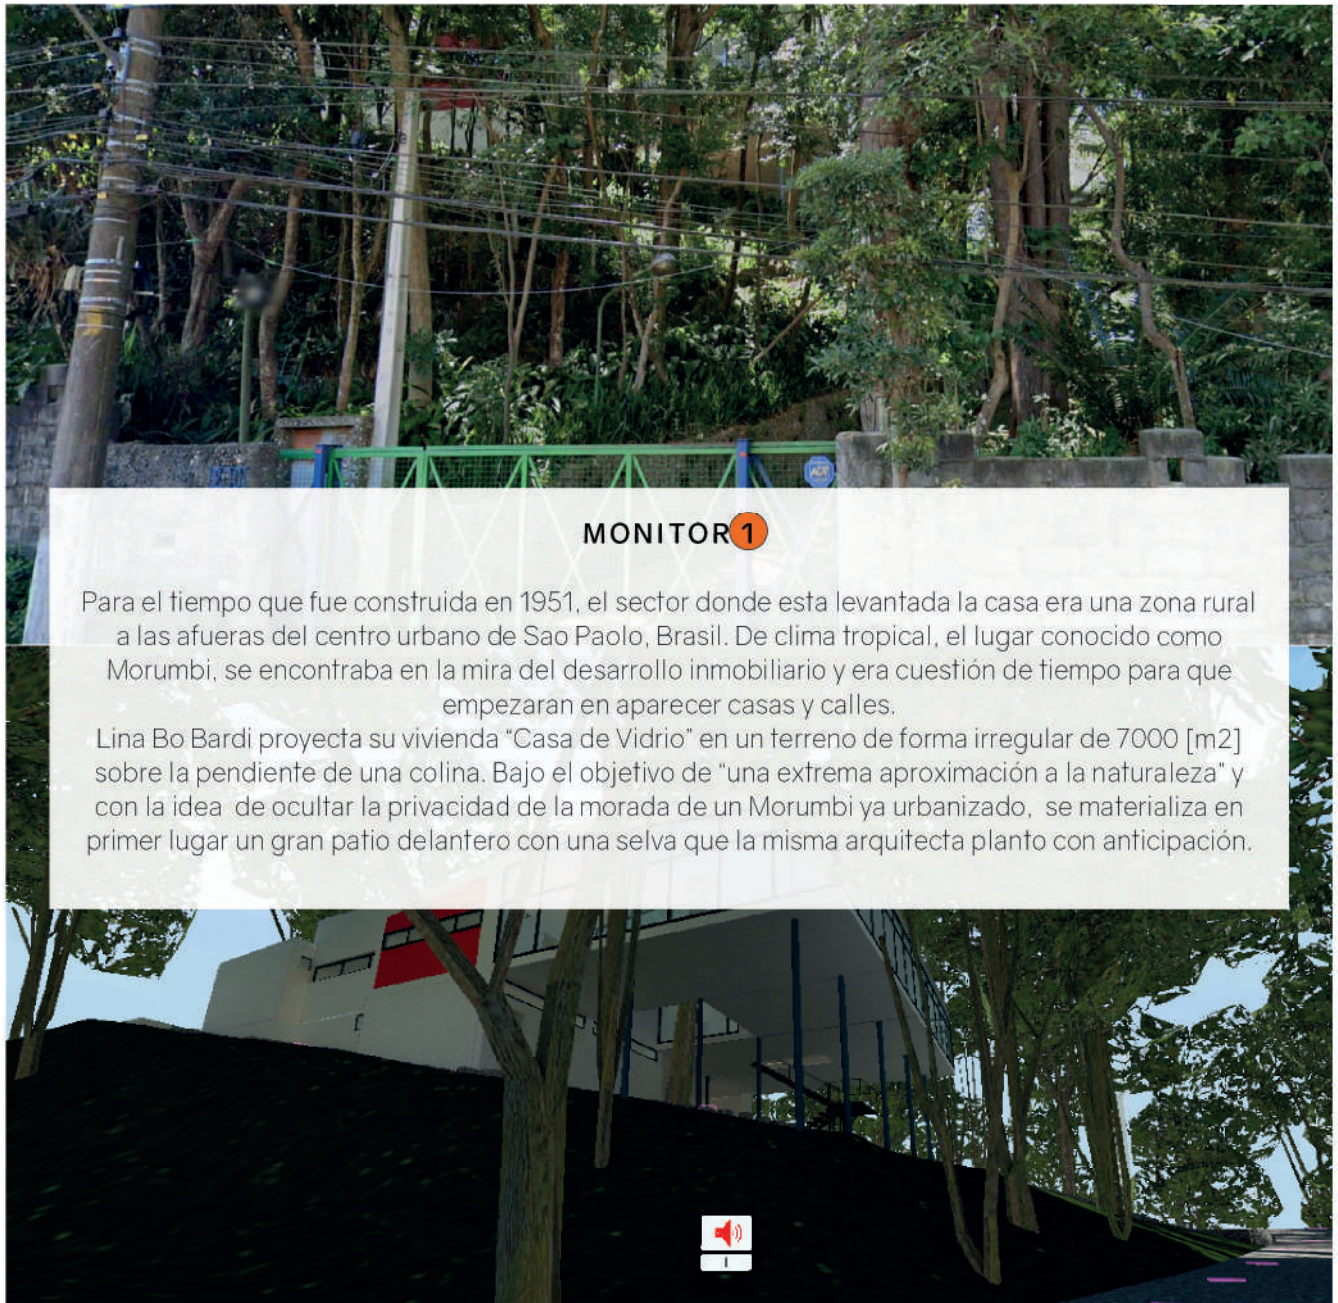 ADT
MONITOR 1
Para el tiempo que fue construida en 1951, el sector donde esta levantada la casa era una zona rural
a las afueras del centro urbano de Sao Paolo, Brasil. De clima tropical, el lugar conocido como
Morumbi, se encontraba en la mira del desarrollo inmobiliario y era cuestión de tiempo para que
empezaran en aparecer casas y calles.
Lina Bo Bardi proyecta su vivienda "Casa de Vidrio" en un terreno de forma irregular de 7000 [m2]
sobre la pendiente de una colina. Bajo el objetivo de "una extrema aproximación a la naturaleza" y
con la idea de ocultar la privacidad de la morada de un Morumbi ya urbanizado, se materializa en
primer lugar un gran patio delantero con una selva que la misma arquitecta planto con anticipación.
I